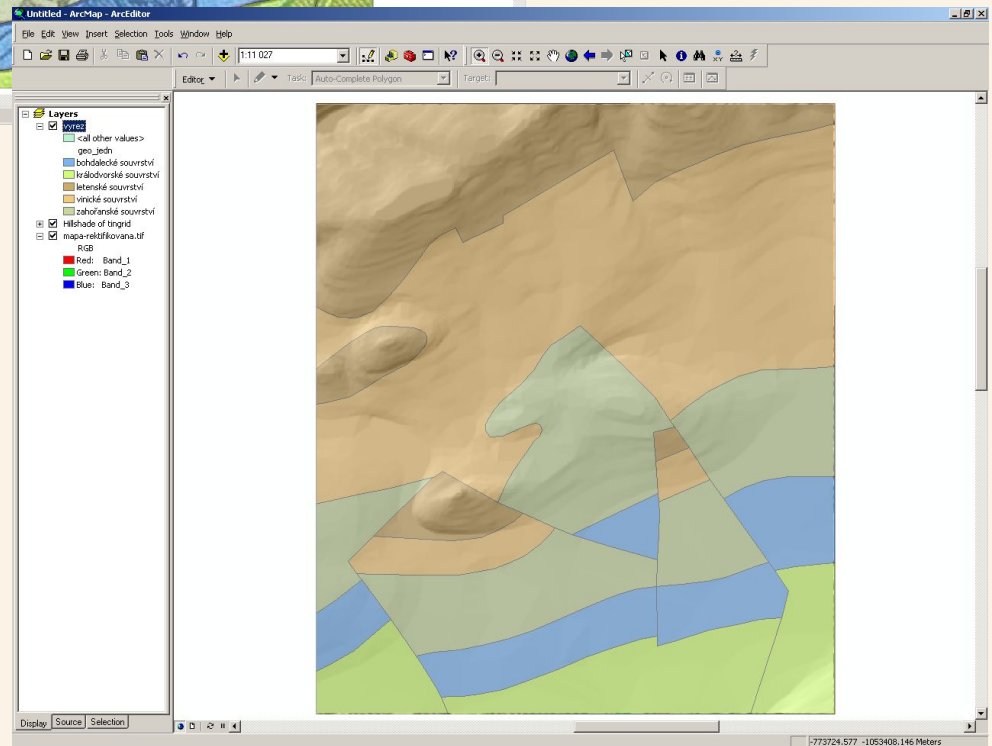 Untitled - ArcMap - ArcEditor
File Edit View Insert Selection Tools Window Help
1:11 027
Editor Task: Auto-Complete Polygon Target:
Layers
vyrez
<all other values>
geo_jedn
bohdalecké souvrství
králodvorské souvrství
letenské souvrství
vinické souvrství
zahořanské souvrství
Hillshade of tingrid
mapa-rektifikovana.tif
RGB
Red: Band_1
Green: Band_2
Blue: Band_3
Display Source Selection
-773724.577 -1053408.146 Meters